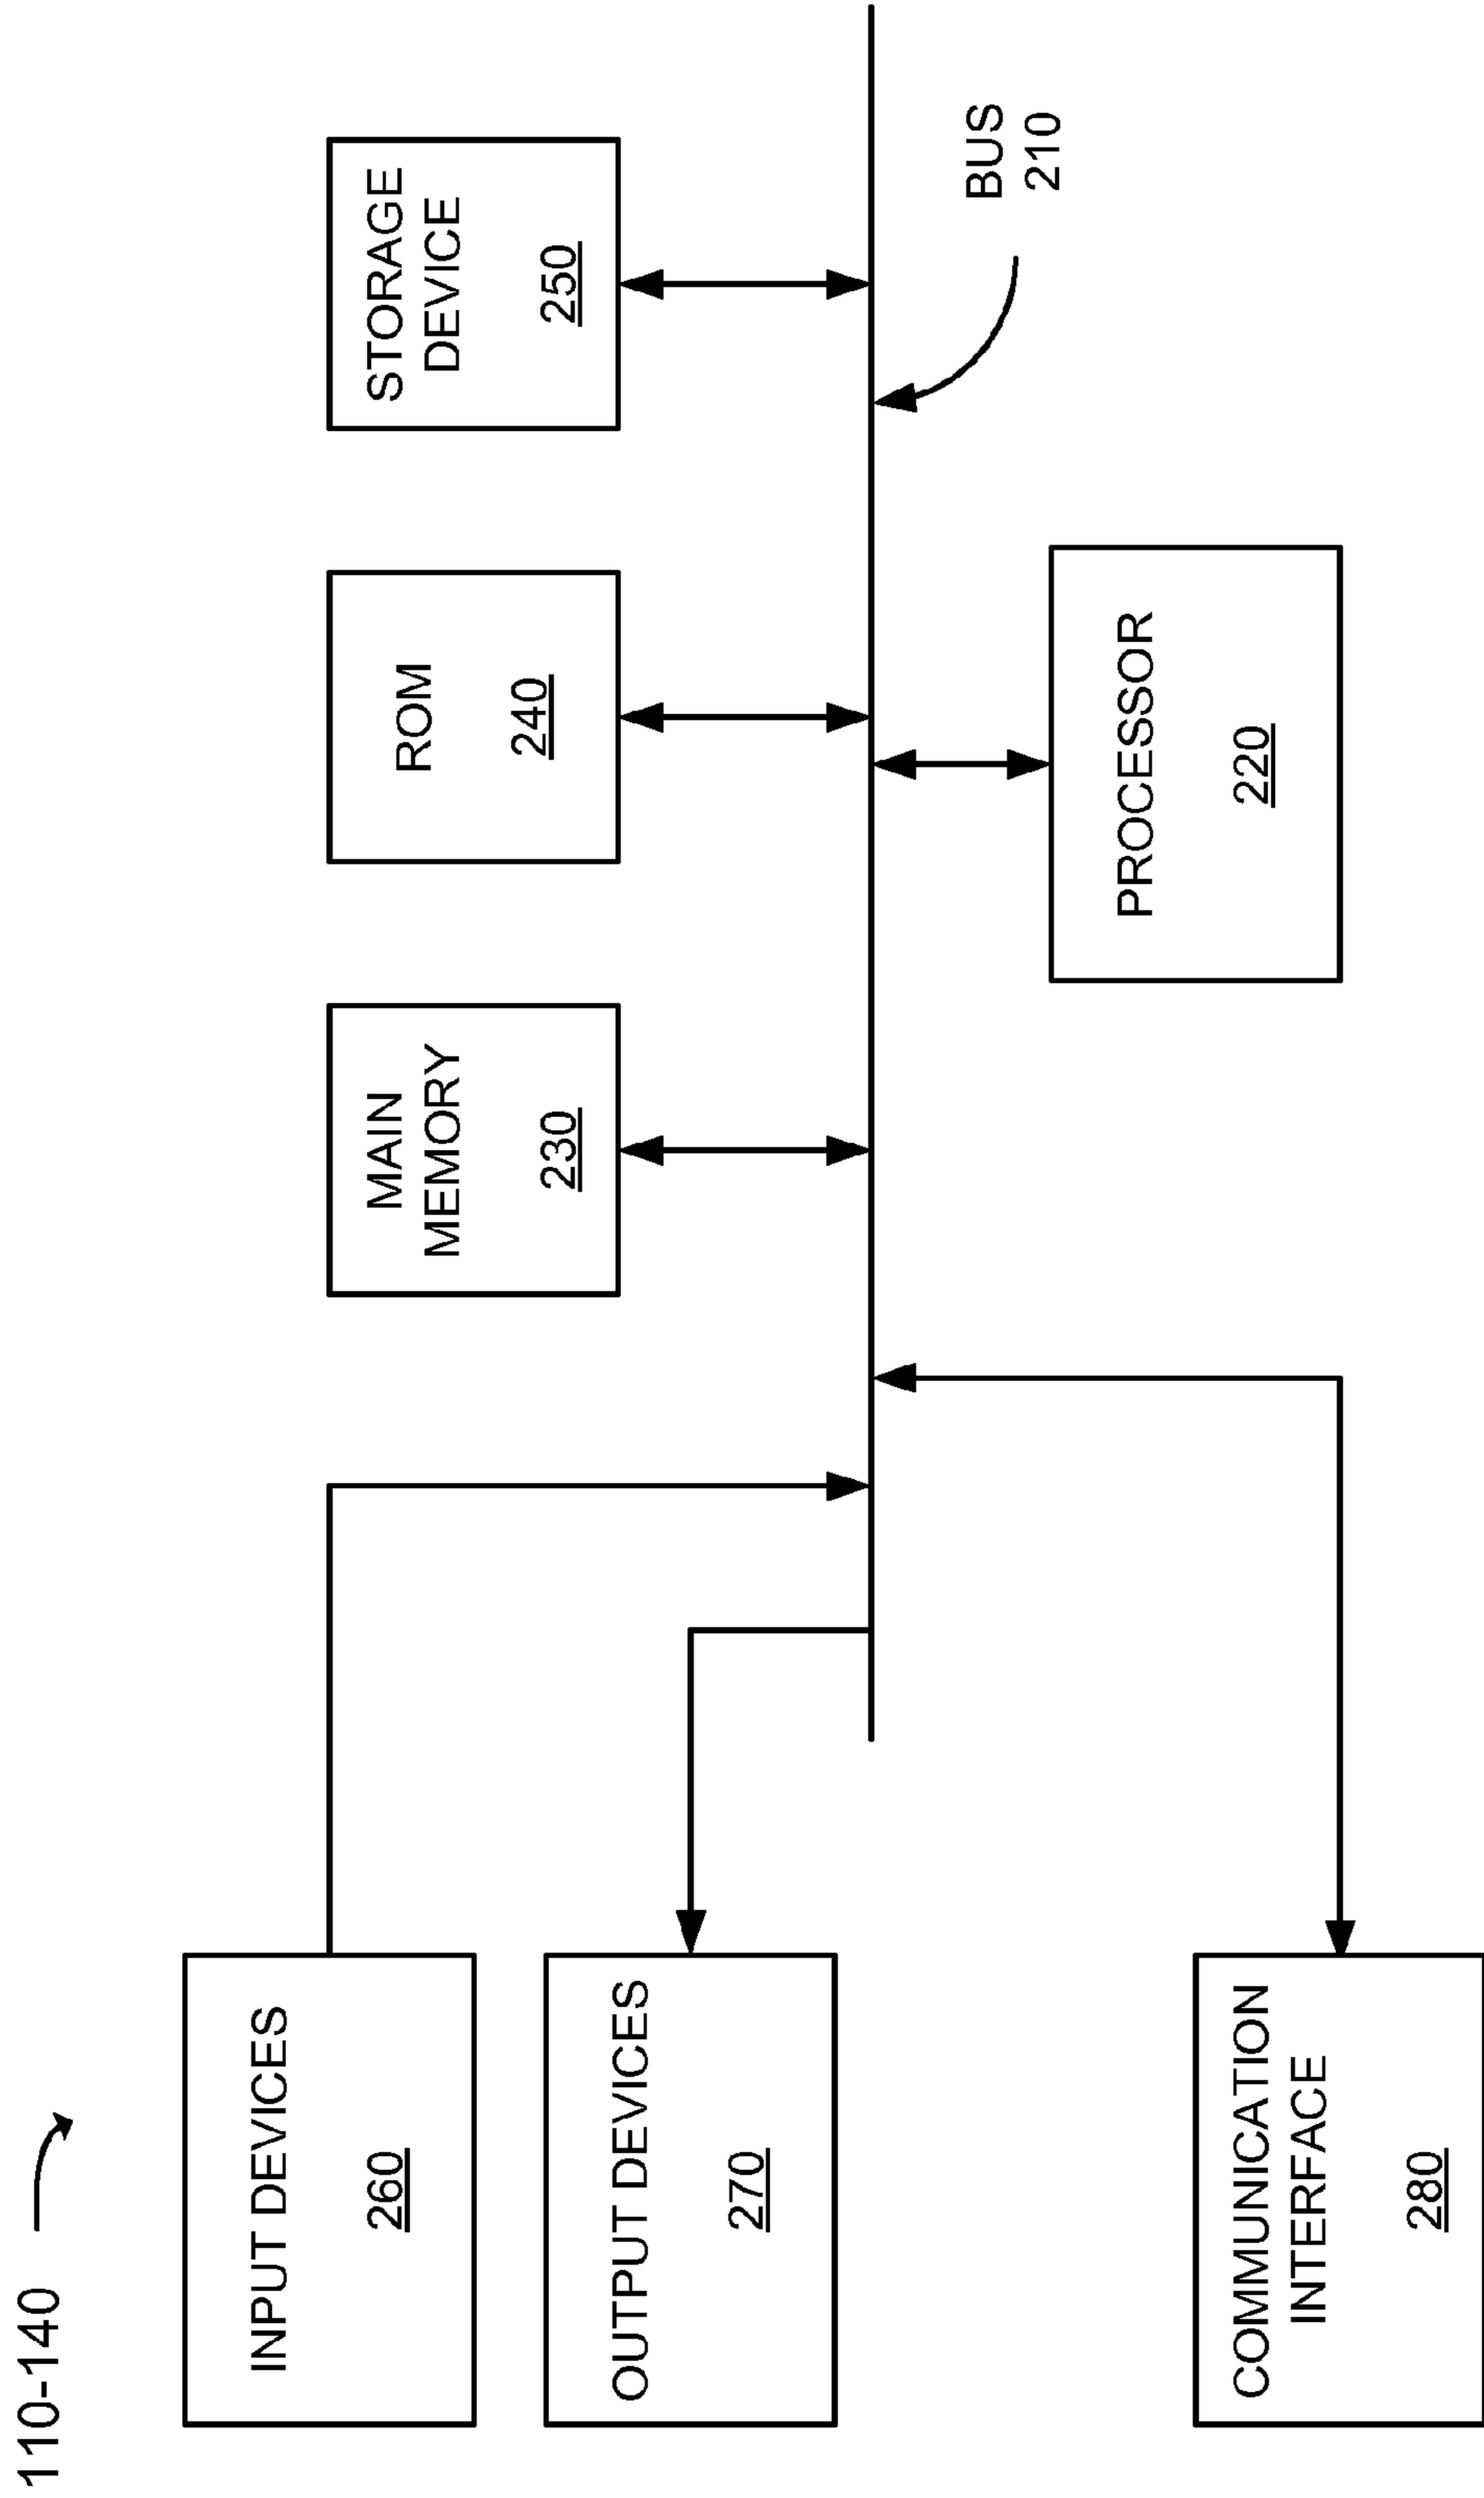 110-140
INPUT DEVICES
260
OUTPUT DEVICES
270
COMMUNICATION
INTERFACE
280
MAIN
MEMORY
230
ROM
240
STORAGE
DEVICE
250
PROCESSOR
220
BUS
210